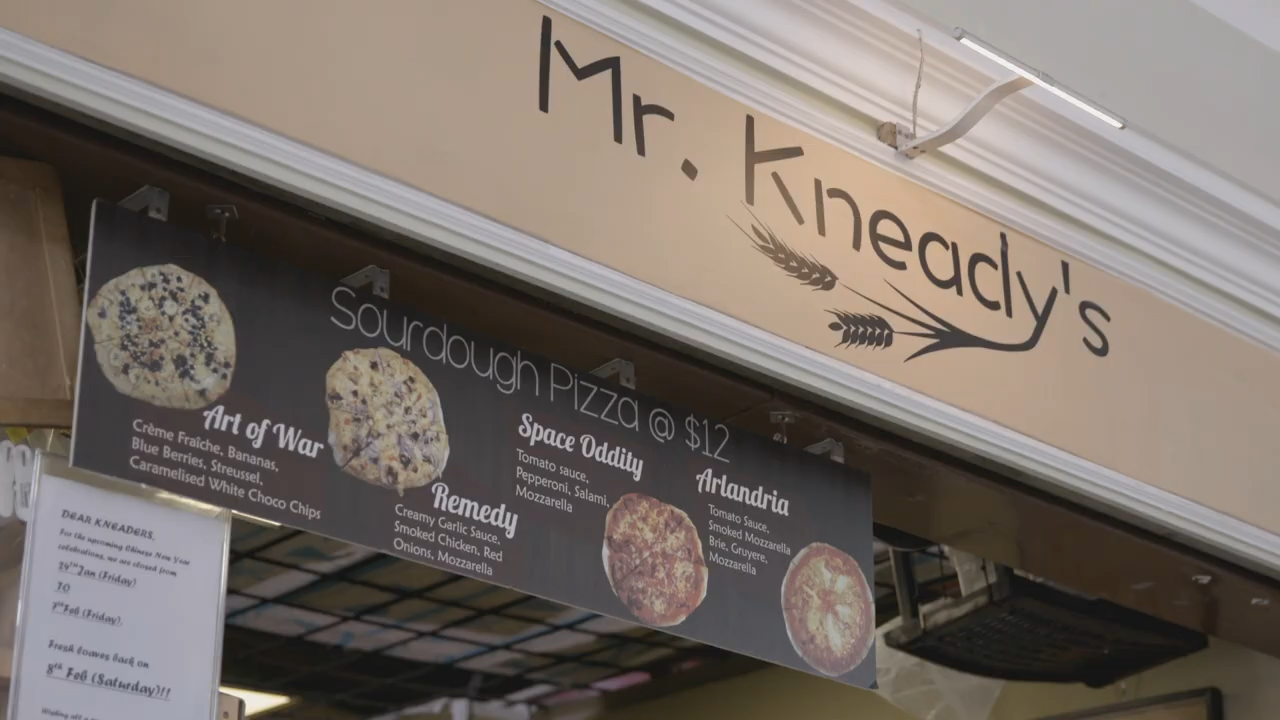 Mr. Kneady's
Sourdough Pizza @ $12
Art of War
Crème Fraîche, Bananas,
Blue Berries, Streussel,
Caramelised White Choco Chips
Remedy
Creamy Garlic Sauce,
Smoked Chicken, Red
Onions, Mozzarella
Space Oddity
Tomato sauce,
Pepperoni, Salami,
Mozzarella
Arlandria
Tomato Sauce,
Smoked Mozzarella
Brie, Gruyere,
Mozzarella
DEAR KNEADERS,
For the upcoming Chinese New Year
celebrations, we are closed from
24th Jan (Friday)
TO
7th Feb (Friday).
Fresh loaves back on
8th Feb (Saturday)!!